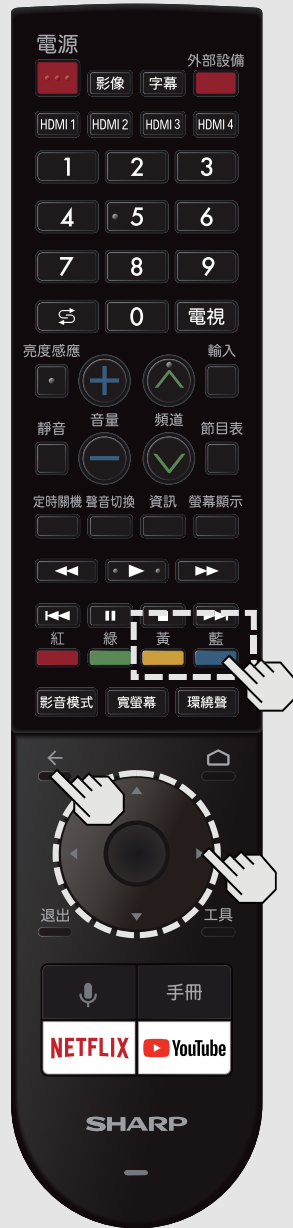 電源
外部設備
影像 字幕
HDMI 1 HDMI 2 HDMI 3 HDMI 4
1 2 3
4 5 6
7 8 9
0 電視
亮度感應 輸入
靜音 音量 頻道 節目表
定時關機 聲音切換 資訊 螢幕顯示
紅 綠 黃 藍
影音模式 寬螢幕 環繞聲
退出 工具
手冊
NETFLIX YouTube
SHARP